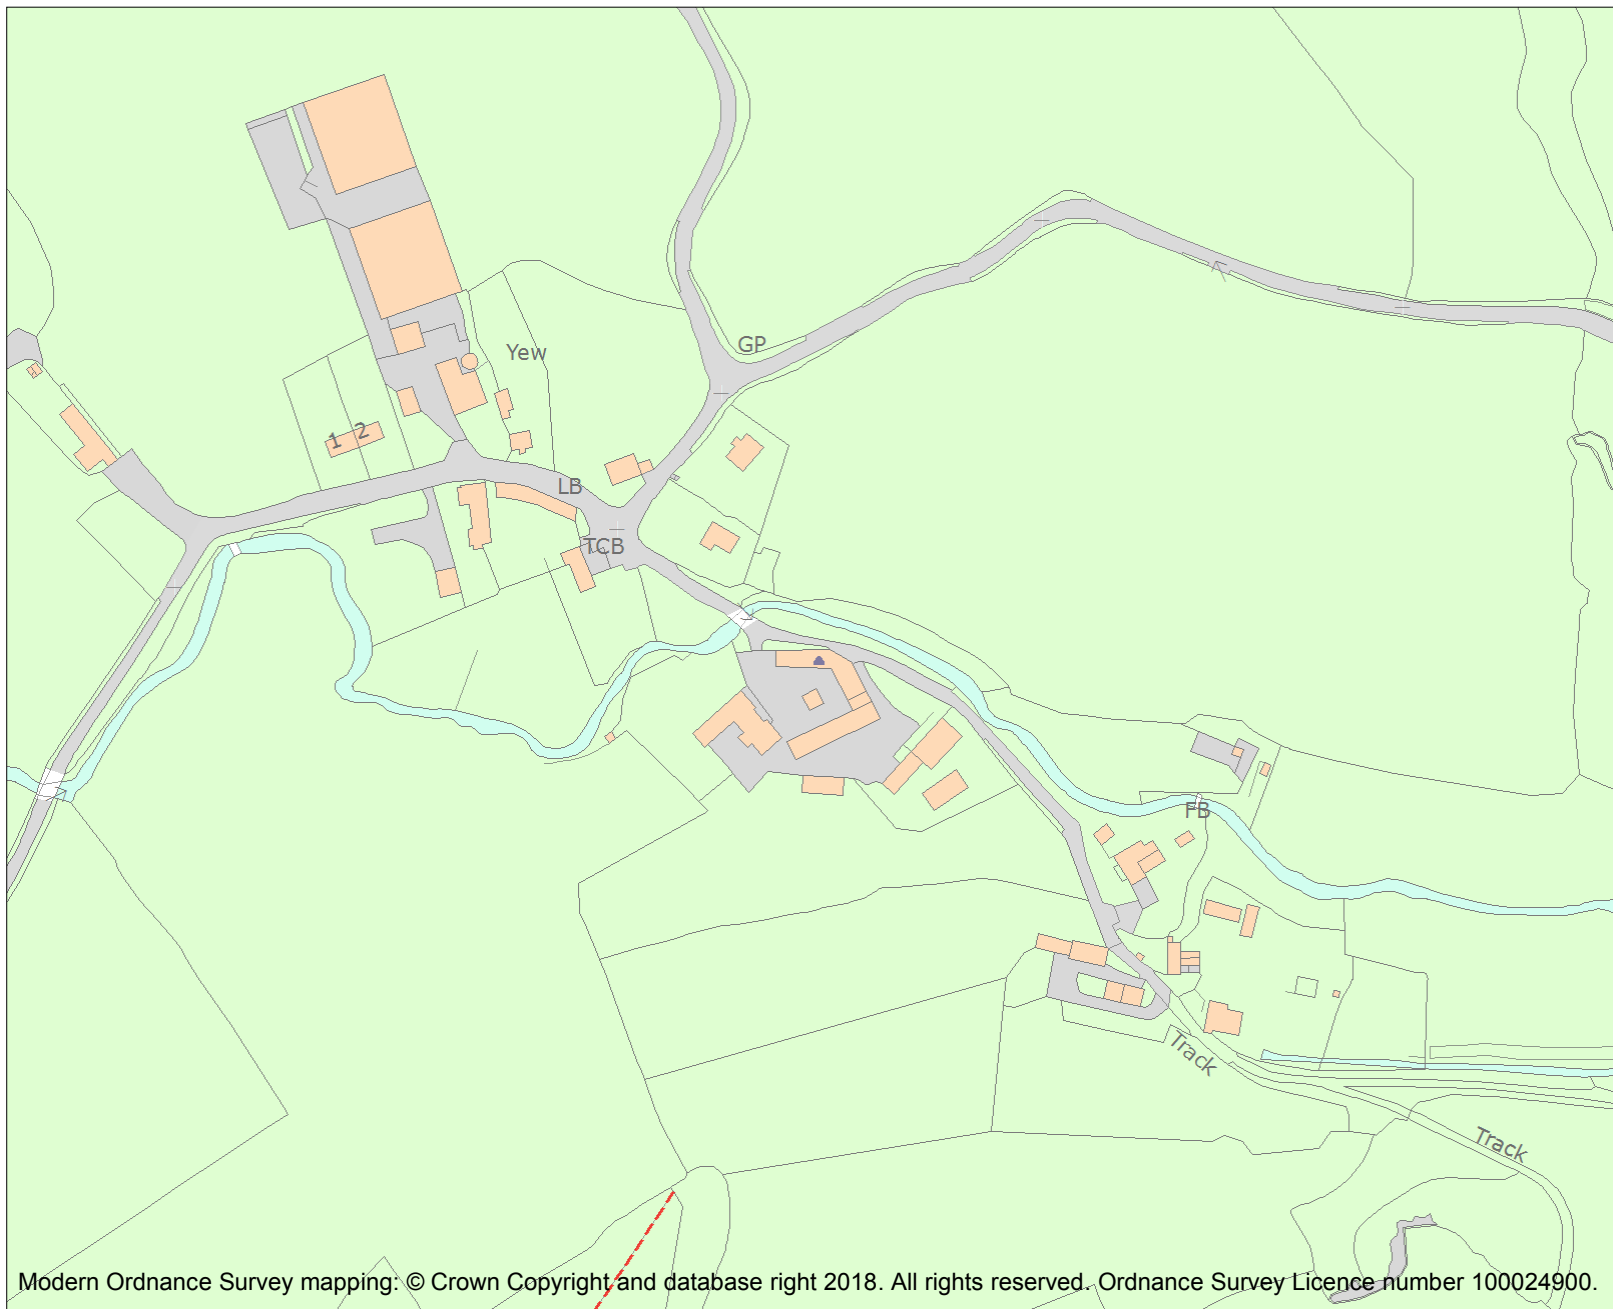 GP
Yew
1 2
LB
TCB
FB
Track
Track
Modern Ordnance Survey mapping: © Crown Copyright and database right 2018. All rights reserved. Ordnance Survey Licence number 100024900.